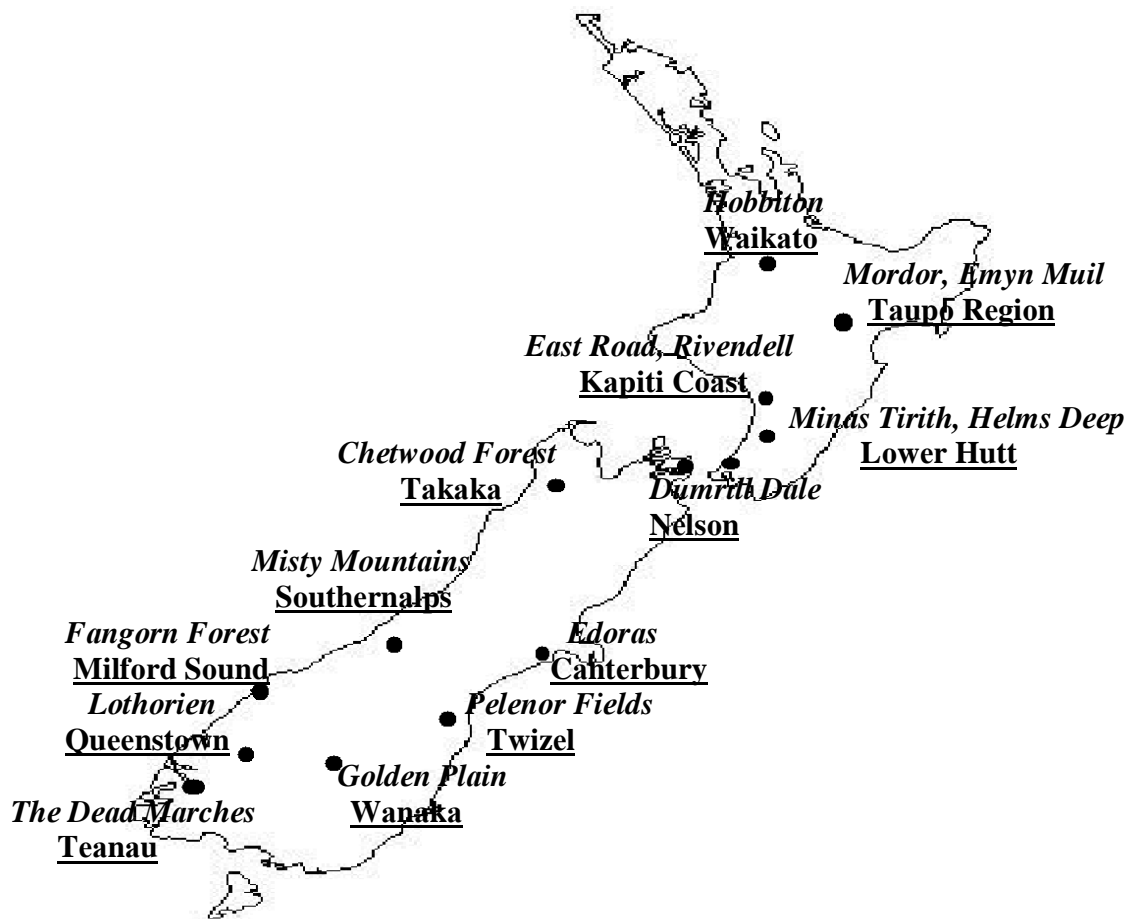 Hobbiton
Waikato
Mordor, Emyn Muil
Taupo Region
East Road, Rivendell
Kapiti Coast
Minas Tirith, Helms Deep
Lower Hutt
Chetwood Forest
Takaka
Dumrill Dale
Nelson
Misty Mountains
Southernalps
Fangorn Forest
Milford Sound
Edoras
Canterbury
Lothorien
Queenstown
Pelenor Fields
Twizel
Golden Plain
Wanaka
The Dead Marches
Teanau